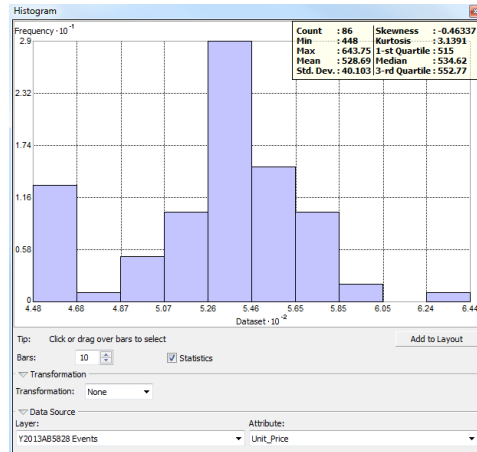 Histogram
Frequency · 10 -1
Count : 86 Skewness : -0.46337
Min : 448 Kurtosis : 3.1391
Max : 643.75 1-st Quartile : 515
Mean : 528.69 Median : 534.62
Std. Dev. : 40.103 3-rd Quartile : 552.77
2.9
2.32
1.74
1.16
0.58
0
4.48 4.68 4.87 5.07 5.26 5.46 5.65 5.85 6.05 6.24 6.44
Dataset · 10 -2
Tip: Click or drag over bars to select Add to Layout
Bars: 10 Statistics
Transformation
Transformation: None
Data Source
Layer: Attribute:
Y2013AB5828 Events Unit_Price